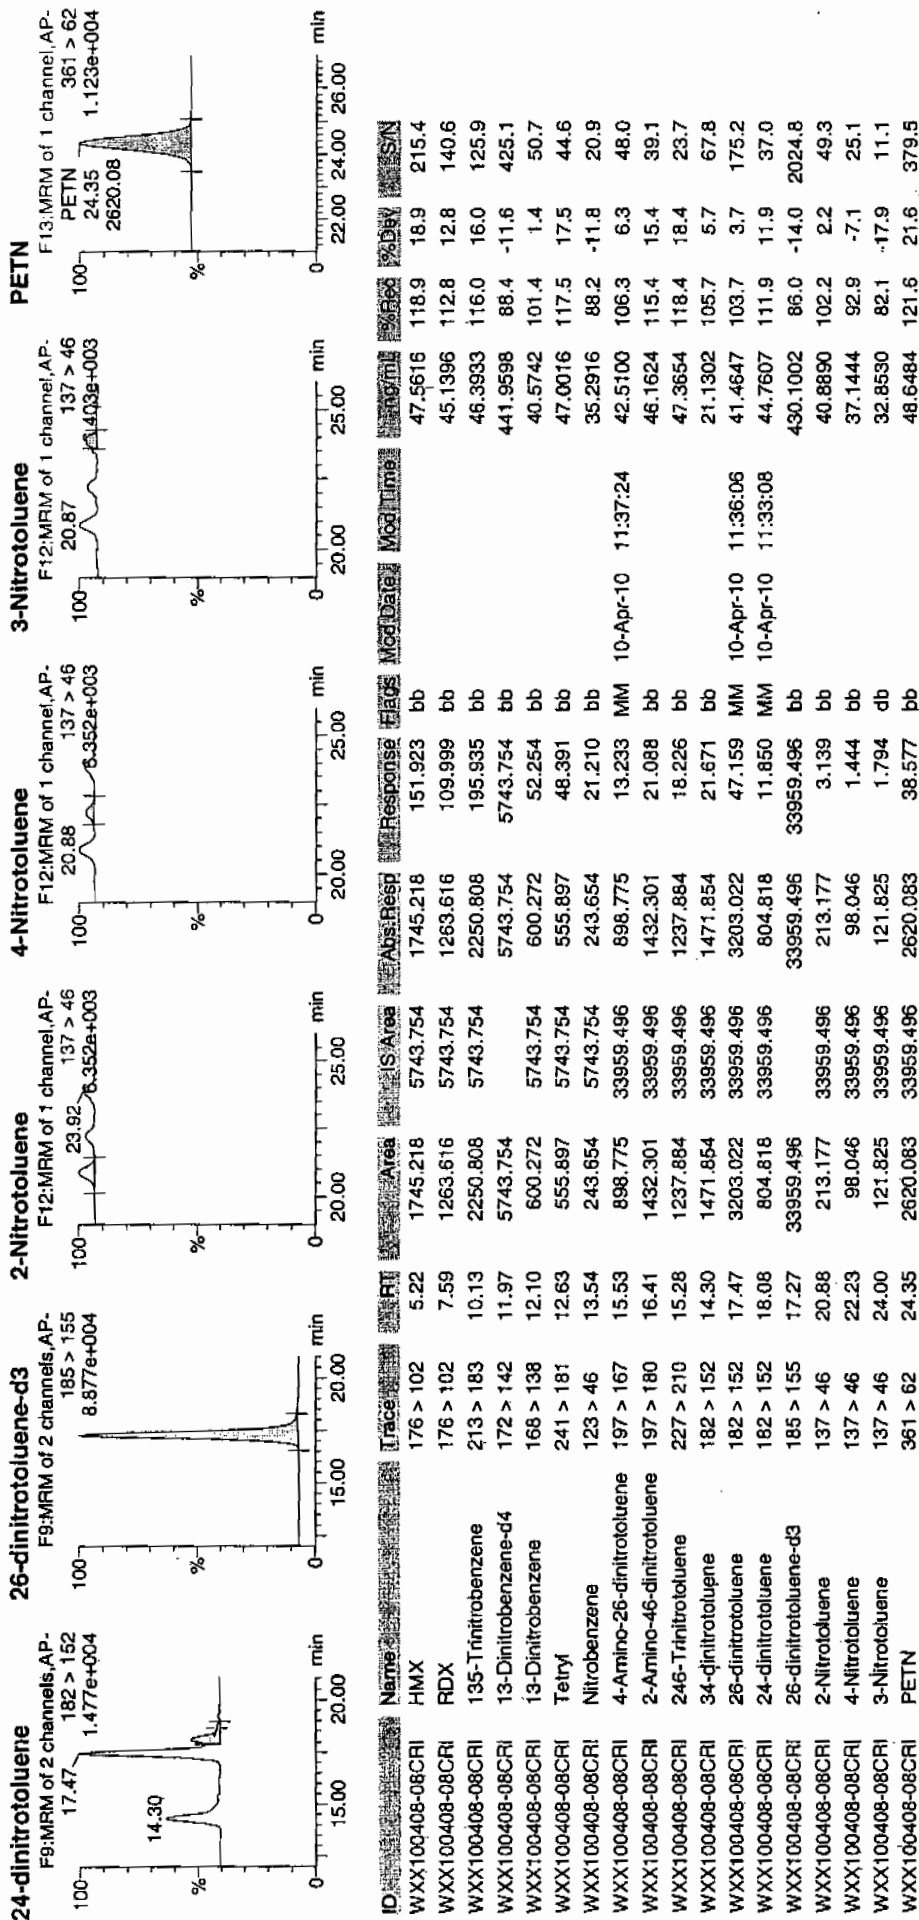 24-dinitrotoluene
F9:MRM of 2 channels,AP-
182 > 152
1.477e+004
17.47
14.30
100
%
0
15.00 20.00 min
26-dinitrotoluene-d3
F9:MRM of 2 channels,AP-
185 > 155
8.877e+004
100
%
0
15.00 20.00 min
2-Nitrotoluene
F12:MRM of 1 channel,AP-
137 > 46
6.352e+003
23.92
100
%
0
20.00 25.00 min
4-Nitrotoluene
F12:MRM of 1 channel,AP-
137 > 46
6.352e+003
20.88
100
%
0
20.00 25.00 min
3-Nitrotoluene
F12:MRM of 1 channel,AP-
137 > 46
20.87
100
%
0
20.00 25.00 min
PETN
F13:MRM of 1 channel,AP-
361 > 62
1.123e+004
PETN
24.35
2620.08
100
%
0
22.00 24.00 26.00 min
ID Name Trace RT Area IS Area Abs.Resp Response Flags Mod.Date Mod.Time ng/mL %Rec %Dev S/N
WXX100408-08CRI HMX 176 > 102 5.22 1745.218 5743.754 1745.218 151.923 bb 47.5615 118.9 18.9 215.4
WXX100408-08CRI RDX 176 > 102 7.59 1263.616 5743.754 1263.616 109.999 bb 45.1396 112.8 12.8 140.6
WXX100408-08CRI 135-Trinitrobenzene 213 > 183 10.13 2250.808 5743.754 2250.808 195.935 bb 46.3933 116.0 16.0 125.9
WXX100408-08CRI 13-Dinitrobenzene-d4 172 > 142 11.97 5743.754 5743.754 5743.754 bb 441.9598 88.4 -11.6 425.1
WXX100408-08CRI 13-Dinitrobenzene 168 > 138 12.10 600.272 5743.754 600.272 52.254 bb 40.5742 101.4 1.4 50.7
WXX100408-08CRI Tetryl 241 > 181 12.63 555.897 5743.754 555.897 48.391 bb 47.0016 117.5 17.5 44.6
WXX100408-08CRI Nitrobenzene 123 > 46 13.54 243.654 5743.754 243.654 21.210 bb 35.2916 88.2 -11.8 20.9
WXX100408-08CRI 4-Amino-26-dinitrotoluene 197 > 167 15.53 898.775 33959.496 898.775 13.233 MM 10-Apr-10 11:37:24 42.5100 106.3 6.3 48.0
WXX100408-08CRI 2-Amino-46-dinitrotoluene 197 > 180 16.41 1432.301 33959.496 1432.301 21.088 bb 46.1624 115.4 15.4 39.1
WXX100408-08CRI 246-Trinitrotoluene 227 > 210 15.28 1237.884 33959.496 1237.884 18.226 bb 47.3654 118.4 18.4 23.7
WXX100408-08CRI 34-dinitrotoluene 182 > 152 14.30 1471.854 33959.496 1471.854 21.671 bb 21.1302 105.7 5.7 67.8
WXX100408-08CRI 26-dinitrotoluene 182 > 152 17.47 3203.022 33959.496 3203.022 47.159 MM 10-Apr-10 11:36:06 41.4647 103.7 3.7 175.2
WXX100408-08CRI 24-dinitrotoluene 182 > 152 18.08 804.818 33959.496 804.818 11.850 MM 10-Apr-10 11:33:08 44.7607 111.9 11.9 37.0
WXX100408-08CRI 26-dinitrotoluene-d3 185 > 155 17.27 33959.496 33959.496 33959.496 bb 430.1002 86.0 -14.0 2024.8
WXX100408-08CRI 2-Nitrotoluene 137 > 46 20.88 213.177 33959.496 213.177 3.139 bb 40.8890 102.2 2.2 49.3
WXX100408-08CRI 4-Nitrotoluene 137 > 46 22.23 98.046 33959.496 98.046 1.444 bb 37.1444 92.9 -7.1 25.1
WXX100408-08CRI 3-Nitrotoluene 137 > 46 24.00 121.825 33959.496 121.825 1.794 db 32.8530 82.1 -17.9 11.1
WXX100408-08CRI PETN 361 > 62 24.35 2620.083 33959.496 2620.083 38.577 bb 48.6484 121.6 21.6 379.5